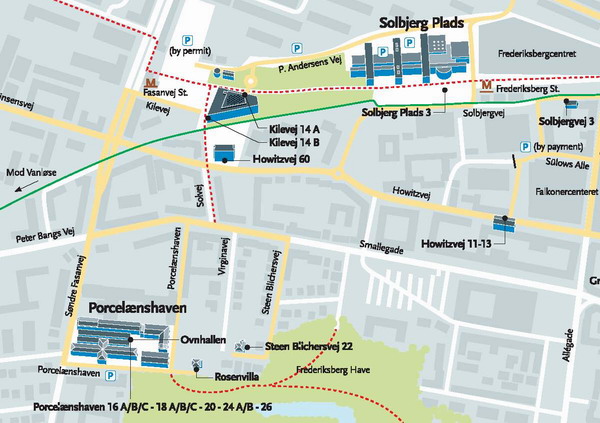 P
(by permit)
P
P. Andersens Vej
Solbjerg Plads
P
P
Frederiksbergcentret
M
Fasanvej St.
M
Frederiksberg St.
Kilevej
Kilevej 14 A
Kilevej 14 B
Solbjerg Plads 3
Solbjergvej
Solbjergvej 3
P (by payment)
Howitzvej 60
Sülows Alle
Mod Vanløse
Solvej
Howitzvej
Falkonercentret
Peter Bangs Vej
Howitzvej 11-13
Smallegade
Søndre Fasanvej
Porcelænshaven
Virginavej
Steen Blichersvej
Porcelænshaven
Ovnhallen
Steen Blichersvej 22
Allégade
Porcelænshaven
P
Rosenvilla
Frederiksberg Have
Porcelænshaven 16 A/B/C - 18 A/B/C - 20 - 24 A/B - 26